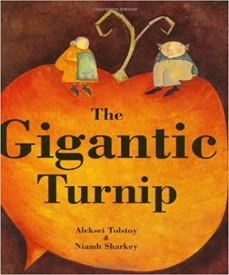 The
Gigantic
Turnip
Aleksei Tolstoy
&
Niamh Sharkey